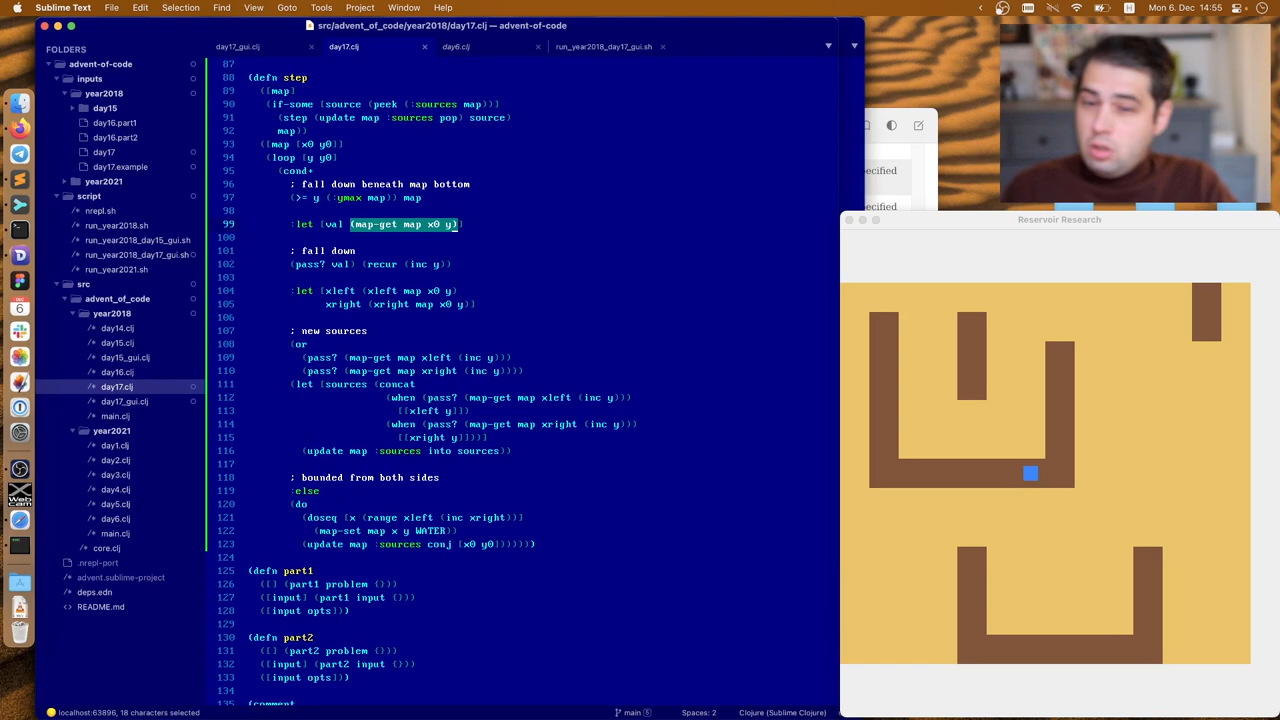 Sublime Text File Edit Selection Find View Goto Tools Project Window Help Mon 6. Dec 14:55
src/advent_of_code/year2018/day17.clj — advent-of-code
FOLDERS
advent-of-code
inputs
year2018
day15
day16.part1
day16.part2
day17
day17.example
year2021
script
nrepl.sh
run_year2018.sh
run_year2018_day15_gui.sh
run_year2018_day17_gui.sh
run_year2021.sh
src
advent_of_code
year2018
day14.clj
day15.clj
day15_gui.clj
day16.clj
day17.clj
day17_gui.clj
main.clj
year2021
day1.clj
day2.clj
day3.clj
day4.clj
day5.clj
day6.clj
main.clj
core.clj
.nrepl-port
advent.sublime-project
deps.edn
README.md
day17_gui.clj day17.clj day6.clj run_year2018_day17_gui.sh
87
88 (defn step
89 ([map]
90 (if-some [source (peek (:sources map))]
91 (step (update map :sources pop) source)
92 map))
93 ([map [x0 y0]]
94 (loop [y y0]
95 (cond+
96 ; fall down beneath map bottom
97 (>= y (:ymax map)) map
98
99 :let [val (map-get map x0 y)]
100
101 ; fall down
102 (pass? val) (recur (inc y))
103
104 :let [xleft (xleft map x0 y)
105 xright (xright map x0 y)]
106
107 ; new sources
108 (or
109 (pass? (map-get map xleft (inc y)))
110 (pass? (map-get map xright (inc y))))
111 (let [sources (concat
112 (when (pass? (map-get map xleft (inc y)))
113 [[xleft y]])
114 (when (pass? (map-get map xright (inc y)))
115 [[xright y]]))]
116 (update map :sources into sources))
117
118 ; bounded from both sides
119 :else
120 (do
121 (doseq [x (range xleft (inc xright))]
122 (map-set map x y WATER))
123 (update map :sources conj [x0 y0])))))))
124
125 (defn part1
126 ([] (part1 problem {}))
127 ([input] (part1 input {}))
128 ([input opts]))
129
130 (defn part2
131 ([] (part2 problem {}))
132 ([input] (part2 input {}))
133 ([input opts]))
134
135 (comment
localhost:63896, 18 characters selected main 5 Spaces: 2 Clojure (Sublime Clojure)
ecified
ecified
Reservoir Research